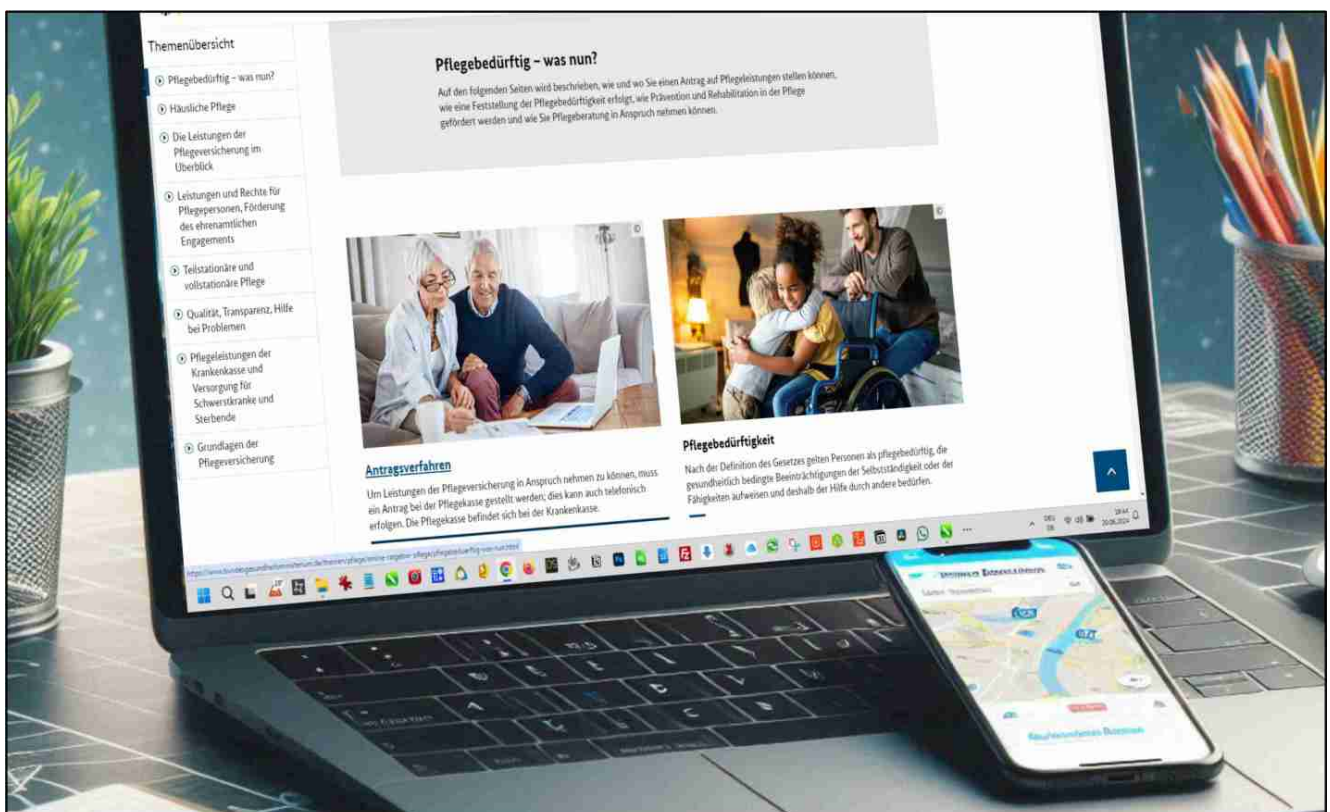 Themenübersicht
Pflegebedürftig – was nun?
Häusliche Pflege
Die Leistungen der
Pflegeversicherung im
Überblick
Leistungen und Rechte für
Pflegepersonen, Förderung
des ehrenamtlichen
Engagements
Teilstationäre und
vollstationäre Pflege
Qualität, Transparenz, Hilfe
bei Problemen
Pflegeleistungen der
Krankenkasse und
Versorgung für
Schwerstkranke und
Sterbende
Grundlagen der
Pflegeversicherung
Pflegebedürftig – was nun?
Auf den folgenden Seiten wird beschrieben, wie und wo Sie einen Antrag auf Pflegeleistungen stellen können,
wie eine Feststellung der Pflegebedürftigkeit erfolgt, wie Prävention und Rehabilitation in der Pflege
gefördert werden und wie Sie Pflegeberatung in Anspruch nehmen können.
©
©
Antragsverfahren
Um Leistungen der Pflegeversicherung in Anspruch nehmen zu können, muss
ein Antrag bei der Pflegekasse gestellt werden; dies kann auch telefonisch
erfolgen. Die Pflegekasse befindet sich bei der Krankenkasse.
Pflegebedürftigkeit
Nach der Definition des Gesetzes gelten Personen als pflegebedürftig, die
gesundheitlich bedingte Beeinträchtigungen der Selbstständigkeit oder der
Fähigkeiten aufweisen und deshalb der Hilfe durch andere bedürfen.
DEU
20.06.2024